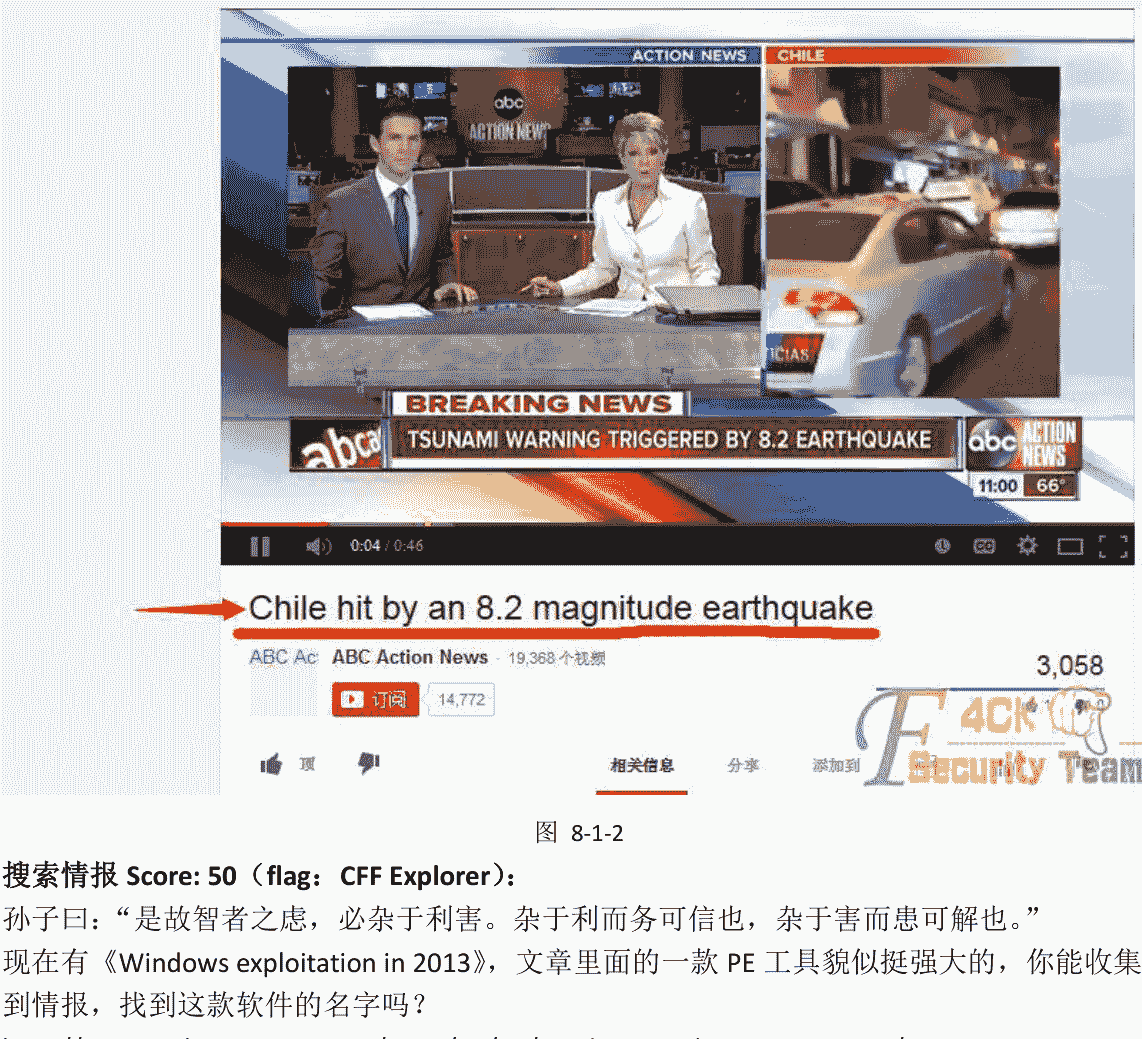 ACTION NEWS
CHILE
abc
ACTION NEWS
ICIAS
BREAKING NEWS
abca
TSUNAMI WARNING TRIGGERED BY 8.2 EARTHQUAKE
abc ACTION NEWS
11:00 66°
0:04 / 0:46
Chile hit by an 8.2 magnitude earthquake
ABC Ac ABC Action News · 19,368 个视频
订阅 14,772
3,058
F4CK
Security Team
顶 相关信息 分享 添加到
图 8-1-2
搜索情报 Score: 50（flag：CFF Explorer）：
孙子曰：“是故智者之虑，必杂于利害。杂于利而务可信也，杂于害而患可解也。”
现在有《Windows exploitation in 2013》，文章里面的一款 PE 工具貌似挺强大的，你能收集
到情报，找到这款软件的名字吗？